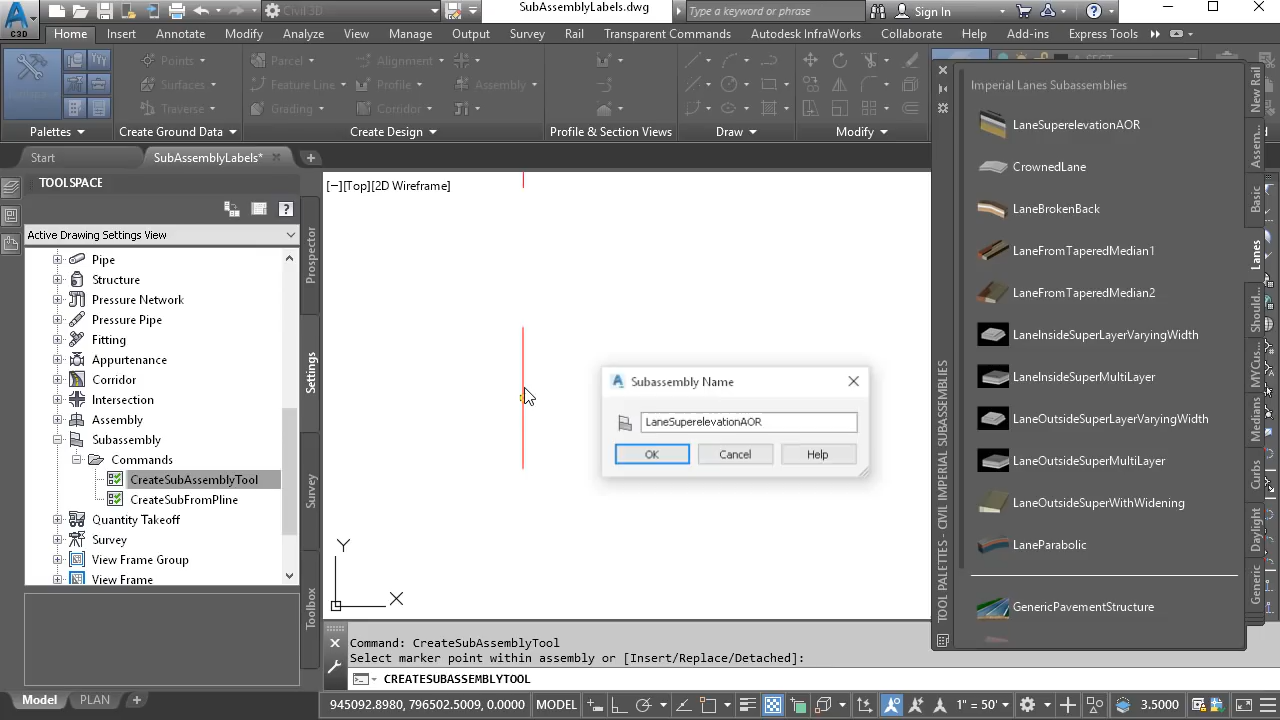 Civil 3D
SubAssemblyLabels.dwg
Type a keyword or phrase
Sign In
C3D
Home
Insert
Annotate
Modify
Analyze
View
Manage
Output
Survey
Rail
Transparent Commands
Autodesk InfraWorks
Collaborate
Help
Add-ins
Express Tools
Points
Surfaces
Traverse
Parcel
Feature Line
Grading
Alignment
Profile
Corridor
Assembly
Palettes
Create Ground Data
Create Design
Profile & Section Views
Draw
Modify
Start
SubAssemblyLabels*
TOOLSPACE
Active Drawing Settings View
Pipe
Structure
Pressure Network
Pressure Pipe
Fitting
Appurtenance
Corridor
Intersection
Assembly
Subassembly
Commands
CreateSubAssemblyTool
CreateSubFromPline
Quantity Takeoff
Survey
View Frame Group
View Frame
Prospector
Settings
Survey
Toolbox
[−][Top][2D Wireframe]
Subassembly Name
LaneSuperelevationAOR
OK
Cancel
Help
Y
X
Command: CreateSubAssemblyTool
Select marker point within assembly or [Insert/Replace/Detached]:
CREATESUBASSEMBLYTOOL
TOOL PALETTES - CIVIL IMPERIAL SUBASSEMBLIES
Imperial Lanes Subassemblies
LaneSuperelevationAOR
CrownedLane
LaneBrokenBack
LaneFromTaperedMedian1
LaneFromTaperedMedian2
LaneInsideSuperLayerVaryingWidth
LaneInsideSuperMultiLayer
LaneOutsideSuperLayerVaryingWidth
LaneOutsideSuperMultiLayer
LaneOutsideSuperWithWidening
LaneParabolic
GenericPavementStructure
New Rail
Assem...
Basic
Lanes
Should...
MYCus...
Medians
Curbs
Daylight
Generic
Model
PLAN
945092.8980, 796502.5009, 0.0000
MODEL
1" = 50'
3.5000